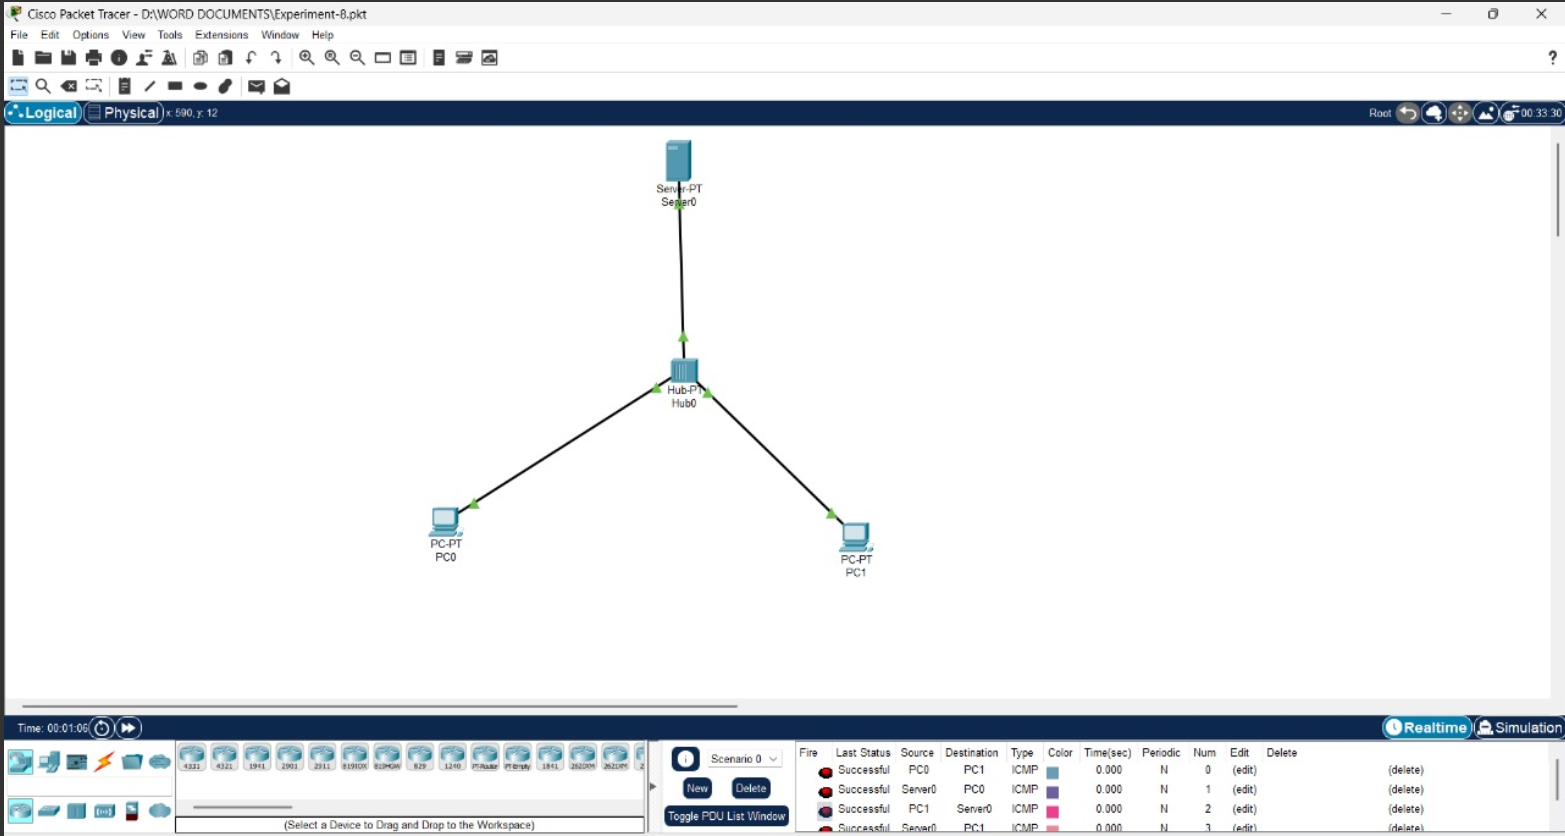 Cisco Packet Tracer - D:\WORD DOCUMENTS\Experiment-8.pkt
File Edit Options View Tools Extensions Window Help
?
Logical Physical x: 590, y: 12 Root 00:33:30
Server-PT
Server0
Hub-PT
Hub0
PC-PT
PC0
PC-PT
PC1
Time: 00:01:06 Realtime Simulation
4331 4321 1941 2901 2911 819IOX 819HGW 829 1240 PT-Router PT-Empty 1841 2620XM 2621XM 2
(Select a Device to Drag and Drop to the Workspace)
Scenario 0
New Delete
Toggle PDU List Window
Fire Last Status Source Destination Type Color Time(sec) Periodic Num Edit Delete
Successful PC0 PC1 ICMP 0.000 N 0 (edit) (delete)
Successful Server0 PC0 ICMP 0.000 N 1 (edit) (delete)
Successful PC1 Server0 ICMP 0.000 N 2 (edit) (delete)
Successful Server0 PC1 ICMP 0.000 N 3 (edit) (delete)